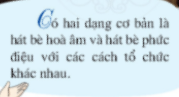 Có hai dạng cơ bản là
hát bè hoà âm và hát bè phức
điệu với các cách tổ chức
khác nhau.